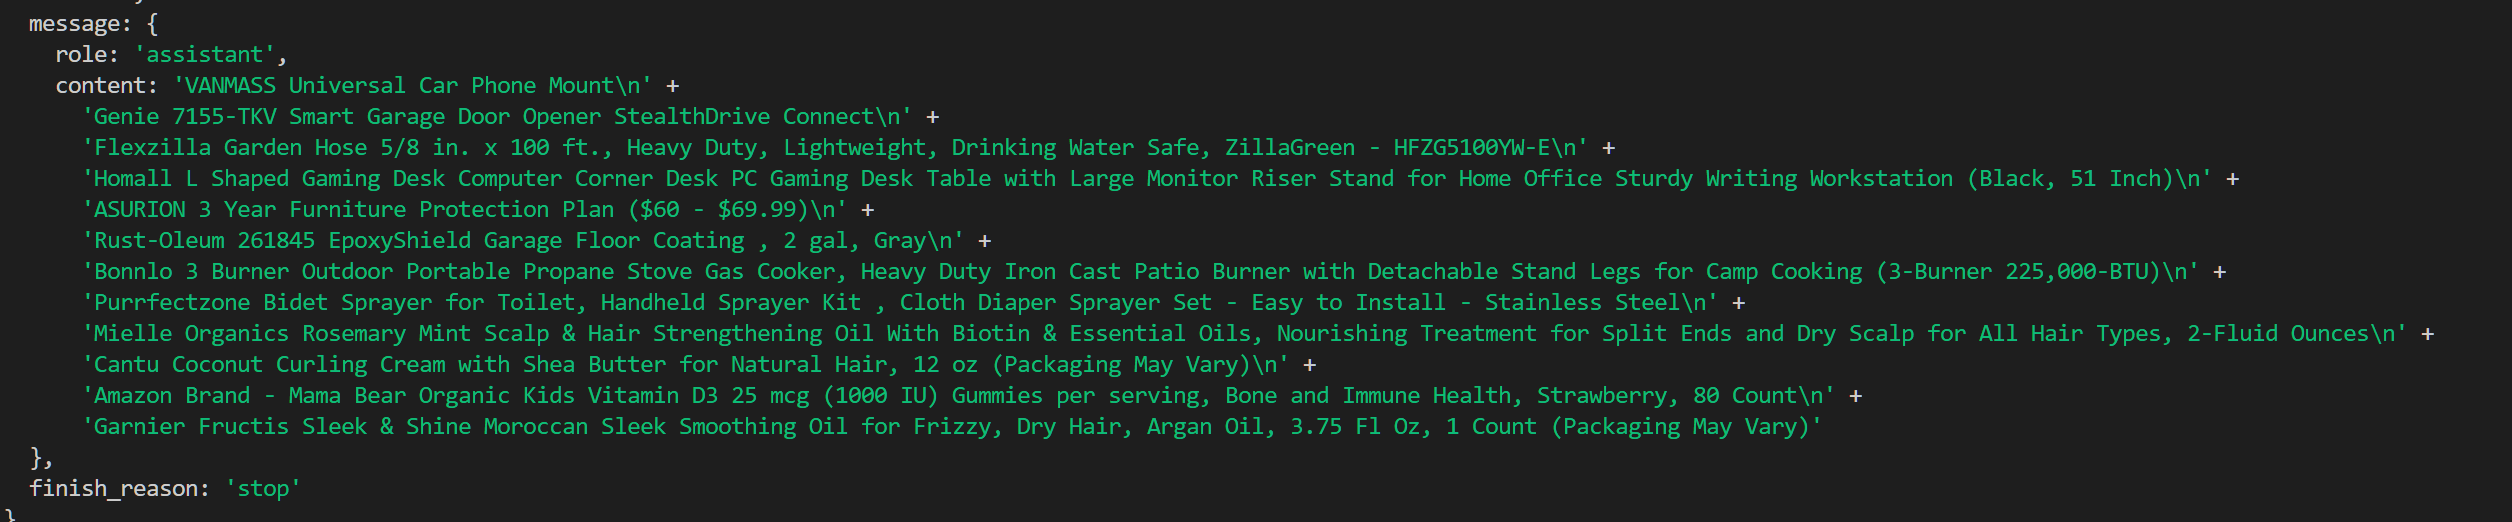 message: {
role: 'assistant',
content: 'VANMASS Universal Car Phone Mount\n' +
'Genie 7155-TKV Smart Garage Door Opener StealthDrive Connect\n' +
'Flexzilla Garden Hose 5/8 in. x 100 ft., Heavy Duty, Lightweight, Drinking Water Safe, ZillaGreen - HFZG5100YW-E\n' +
'Homall L Shaped Gaming Desk Computer Corner Desk PC Gaming Desk Table with Large Monitor Riser Stand for Home Office Sturdy Writing Workstation (Black, 51 Inch)\n' +
'ASURION 3 Year Furniture Protection Plan ($60 - $69.99)\n' +
'Rust-Oleum 261845 EpoxyShield Garage Floor Coating , 2 gal, Gray\n' +
'Bonnlo 3 Burner Outdoor Portable Propane Stove Gas Cooker, Heavy Duty Iron Cast Patio Burner with Detachable Stand Legs for Camp Cooking (3-Burner 225,000-BTU)\n' +
'Purrfectzone Bidet Sprayer for Toilet, Handheld Sprayer Kit , Cloth Diaper Sprayer Set - Easy to Install - Stainless Steel\n' +
'Mielle Organics Rosemary Mint Scalp & Hair Strengthening Oil With Biotin & Essential Oils, Nourishing Treatment for Split Ends and Dry Scalp for All Hair Types, 2-Fluid Ounces\n' +
'Cantu Coconut Curling Cream with Shea Butter for Natural Hair, 12 oz (Packaging May Vary)\n' +
'Amazon Brand - Mama Bear Organic Kids Vitamin D3 25 mcg (1000 IU) Gummies per serving, Bone and Immune Health, Strawberry, 80 Count\n' +
'Garnier Fructis Sleek & Shine Moroccan Sleek Smoothing Oil for Frizzy, Dry Hair, Argan Oil, 3.75 Fl Oz, 1 Count (Packaging May Vary)'
},
finish_reason: 'stop'
}